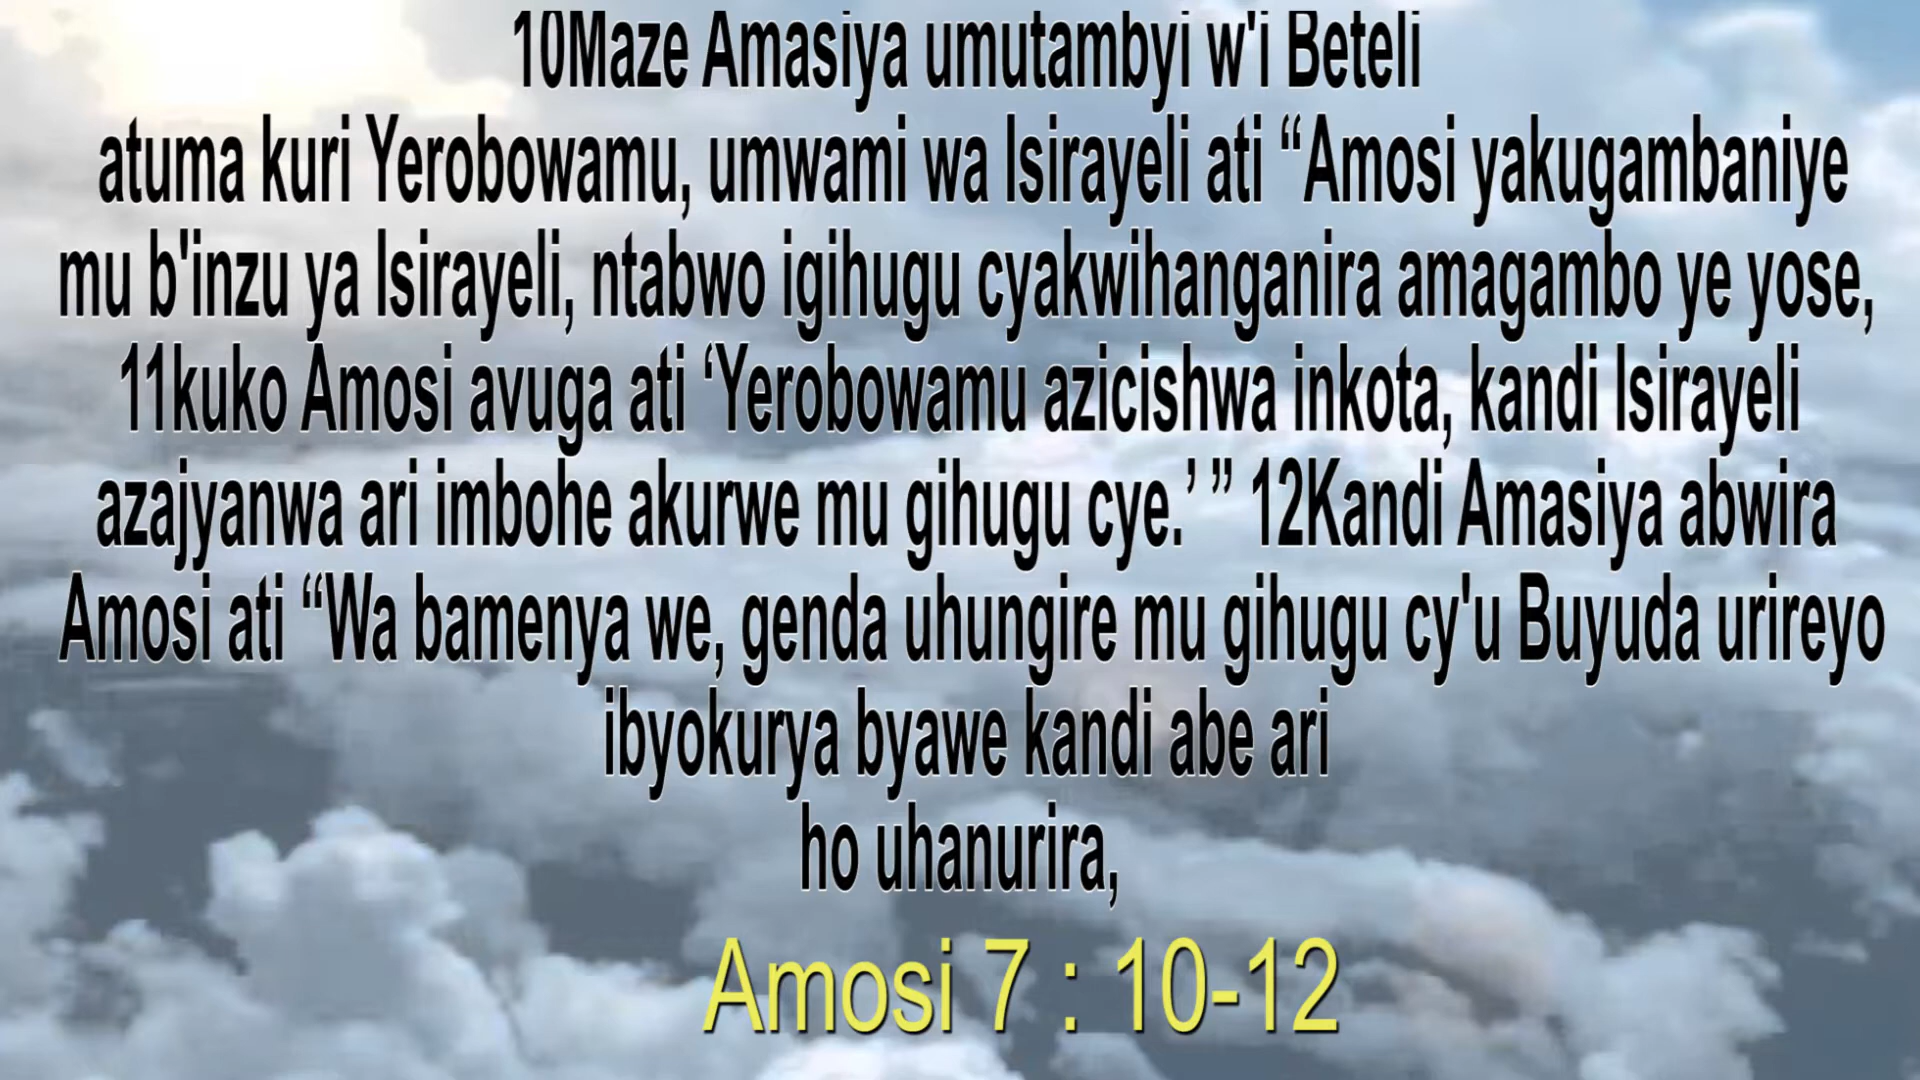 10Maze Amasiya umutambyi w'i Beteli
atuma kuri Yerobowamu, umwami wa Isirayeli ati “Amosi yakugambaniye
mu b'inzu ya Isirayeli, ntabwo igihugu cyakwihanganira amagambo ye yose,
11kuko Amosi avuga ati ‘Yerobowamu azicishwa inkota, kandi Isirayeli
azajyanwa ari imbohe akurwe mu gihugu cye.’ ” 12Kandi Amasiya abwira
Amosi ati “Wa bamenya we, genda uhungire mu gihugu cy'u Buyuda urireyo
ibyokurya byawe kandi abe ari
ho uhanurira,
Amosi 7 : 10-12